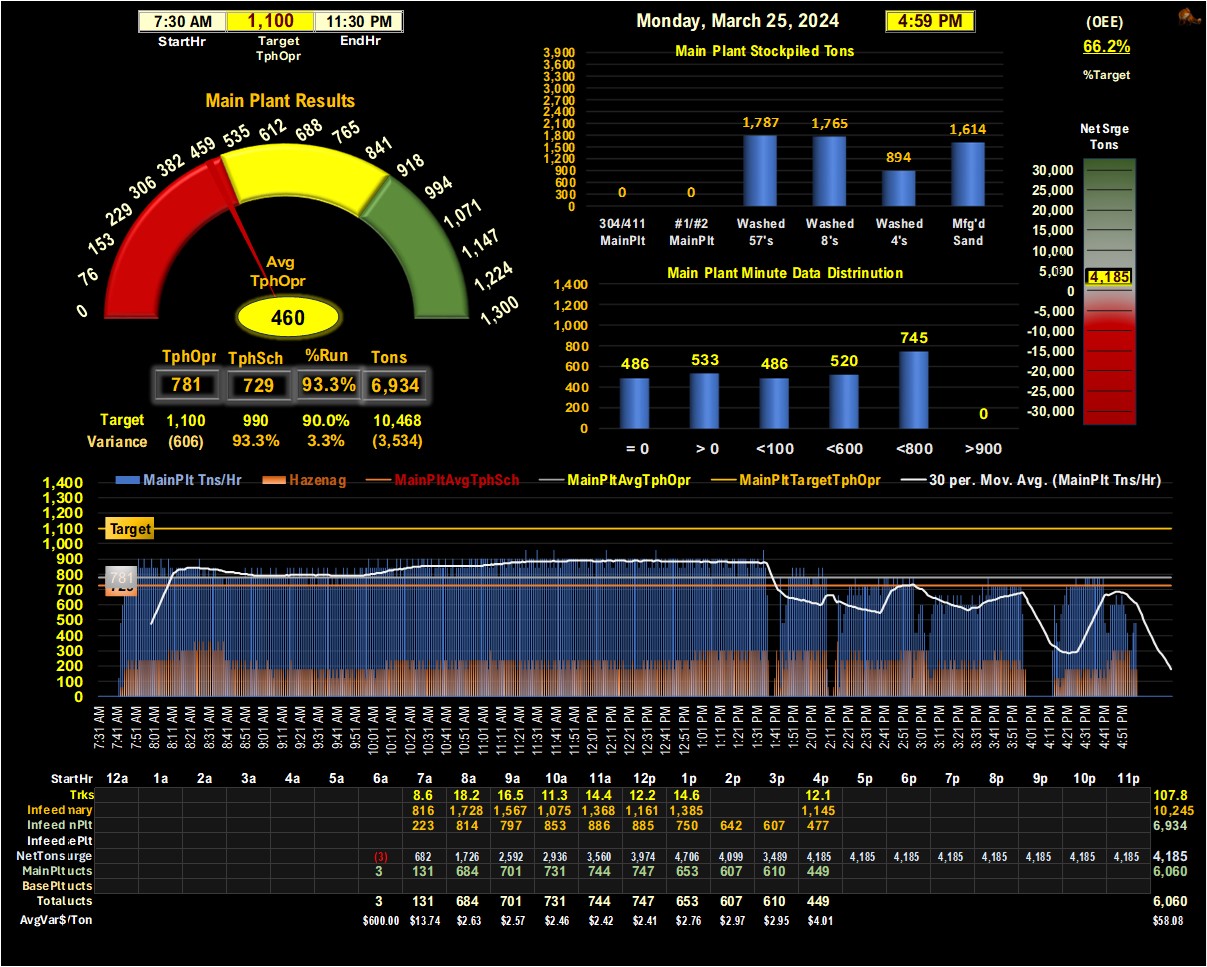 7:30 AM 1,100 11:30 PM
StartHr Target TphOpr EndHr
Monday, March 25, 2024 4:59 PM
(OEE)
66.2%
%Target
Main Plant Results
0 76 153 229 306 382 459 535 612 688 765 841 918 994 1,071 1,147 1,224 1,300
Avg
TphOpr
460
TphOpr TphSch %Run Tons
781 729 93.3% 6,934
Target 1,100 990 90.0% 10,468
Variance (606) 93.3% 3.3% (3,534)
Main Plant Stockpiled Tons
3,900
3,600
3,300
3,000
2,700
2,400
2,100
1,800
1,500
1,200
900
600
300
0
0 0 1,787 1,765 894 1,614
304/411 #1/#2 Washed Washed Washed Mfg'd
MainPlt MainPlt 57's 8's 4's Sand
Main Plant Minute Data Distrinution
1,400
1,200
1,000
800
600
400
200
0
486 533 486 520 745 0
= 0 > 0 <100 <600 <800 >900
Net Srge
Tons
30,000
25,000
20,000
15,000
10,000
5,000
4,185
0
-5,000
-10,000
-15,000
-20,000
-25,000
-30,000
MainPlt Tns/Hr Hazenag MainPltAvgTphSch MainPltAvgTphOpr MainPltTargetTphOpr 30 per. Mov. Avg. (MainPlt Tns/Hr)
1,400
1,300
1,200
1,100
1,000
900
800
700
600
500
400
300
200
100
0
Target
781
7:31 AM 7:41 AM 7:51 AM 8:01 AM 8:11 AM 8:21 AM 8:31 AM 8:41 AM 8:51 AM 9:01 AM 9:11 AM 9:21 AM 9:31 AM 9:41 AM 9:51 AM 10:01 AM 10:11 AM 10:21 AM 10:31 AM 10:41 AM 10:51 AM 11:01 AM 11:11 AM 11:21 AM 11:31 AM 11:41 AM 11:51 AM 12:01 PM 12:11 PM 12:21 PM 12:31 PM 12:41 PM 12:51 PM 1:01 PM 1:11 PM 1:21 PM 1:31 PM 1:41 PM 1:51 PM 2:01 PM 2:11 PM 2:21 PM 2:31 PM 2:41 PM 2:51 PM 3:01 PM 3:11 PM 3:21 PM 3:31 PM 3:41 PM 3:51 PM 4:01 PM 4:11 PM 4:21 PM 4:31 PM 4:41 PM 4:51 PM
StartHr 12a 1a 2a 3a 4a 5a 6a 7a 8a 9a 10a 11a 12p 1p 2p 3p 4p 5p 6p 7p 8p 9p 10p 11p
Trks 8.6 18.2 16.5 11.3 14.4 12.2 14.6 12.1 107.8
Infeed nary 816 1,728 1,567 1,075 1,368 1,161 1,385 1,145 10,245
Infeed nPlt 223 814 797 853 886 885 750 642 607 477 6,934
Infeed ePlt
NetTons urge (3) 682 1,726 2,592 2,936 3,560 3,974 4,706 4,099 3,489 4,185 4,185 4,185 4,185 4,185 4,185 4,185 4,185 4,185
MainPlt ucts 3 131 684 701 731 744 747 653 607 610 449 6,060
BasePlt ucts
Total ucts 3 131 684 701 731 744 747 653 607 610 449 6,060
AvgVar$/Ton $600.00 $13.74 $2.63 $2.57 $2.46 $2.42 $2.41 $2.76 $2.97 $2.95 $4.01 $58.08